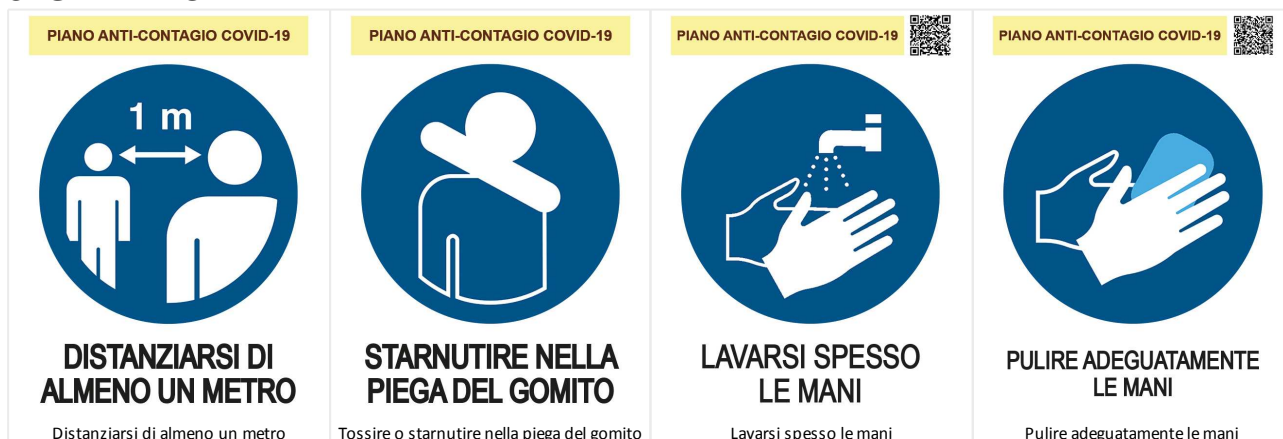 PIANO ANTI-CONTAGIO COVID-19
1 m
DISTANZIARSI DI
ALMENO UN METRO
Distanziarsi di almeno un metro
PIANO ANTI-CONTAGIO COVID-19
STARNUTIRE NELLA
PIEGA DEL GOMITO
Tossire o starnutire nella piega del gomito
PIANO ANTI-CONTAGIO COVID-19
LAVARSI SPESSO
LE MANI
Lavarsi spesso le mani
PIANO ANTI-CONTAGIO COVID-19
PULIRE ADEGUATAMENTE
LE MANI
Pulire adeguatamente le mani